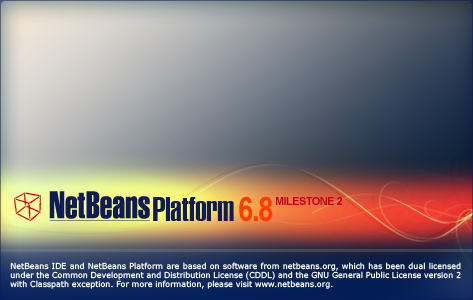 NetBeans Platform 6.8 MILESTONE 2
NetBeans IDE and NetBeans Platform are based on software from netbeans.org, which has been dual licensed
under the Common Development and Distribution License (CDDL) and the GNU General Public License version 2
with Classpath exception. For more information, please visit www.netbeans.org.